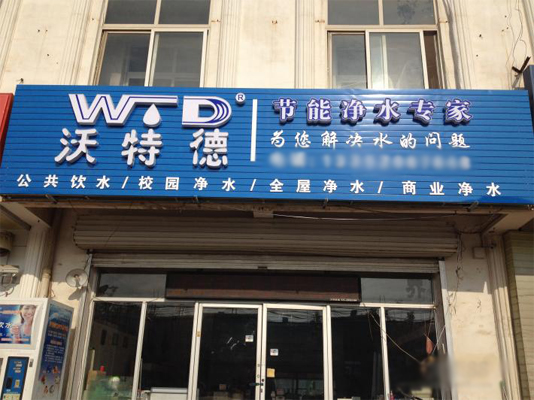 WTD®
沃特德
节能净水专家
为您解决水的问题
公共饮水/校园净水/全屋净水/商业净水